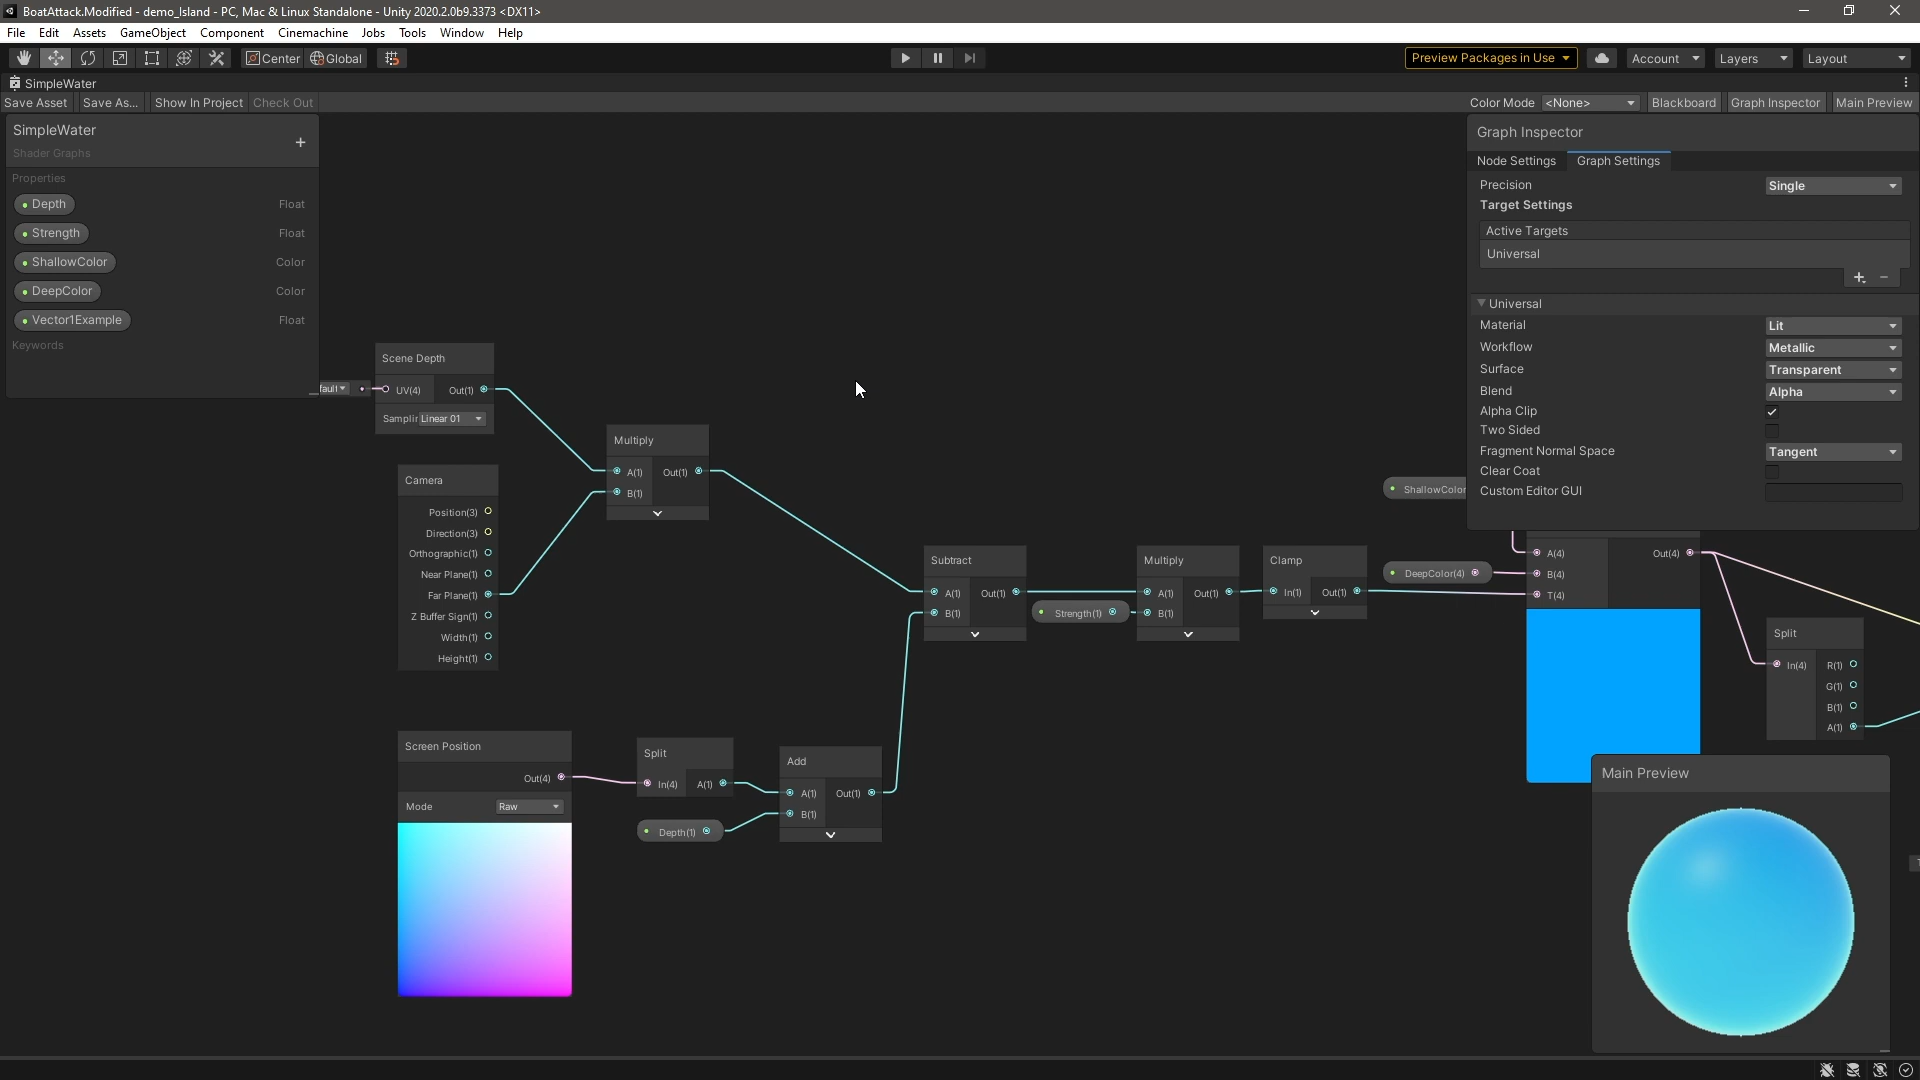 BoatAttack.Modified - demo_Island - PC, Mac & Linux Standalone - Unity 2020.2.0b9.3373 <DX11>
File Edit Assets GameObject Component Cinemachine Jobs Tools Window Help
Center Global Preview Packages in Use Account Layers Layout
SimpleWater
Save Asset Save As... Show In Project Check Out Color Mode <None> Blackboard Graph Inspector Main Preview
SimpleWater
Shader Graphs
Properties
Depth Float
Strength Float
ShallowColor Color
DeepColor Color
Vector1Example Float
Keywords
Graph Inspector
Node Settings Graph Settings
Precision Single
Target Settings
Active Targets
Universal
Universal
Material Lit
Workflow Metallic
Surface Transparent
Blend Alpha
Alpha Clip
Two Sided
Fragment Normal Space Tangent
Clear Coat
Custom Editor GUI
Scene Depth
fault UV(4) Out(1)
Samplir Linear 01
Multiply
A(1) Out(1)
B(1)
Camera
Position(3)
Direction(3)
Orthographic(1)
Near Plane(1)
Far Plane(1)
Z Buffer Sign(1)
Width(1)
Height(1)
Subtract
A(1) Out(1)
B(1)
Strength(1)
Multiply
A(1) Out(1)
B(1)
Clamp
In(1) Out(1)
ShallowColor
DeepColor(4)
A(4) Out(4)
B(4)
T(4)
Split
In(4) R(1)
G(1)
B(1)
A(1)
Screen Position
Out(4)
Mode Raw
Split
In(4) A(1)
Depth(1)
Add
A(1) Out(1)
B(1)
Main Preview